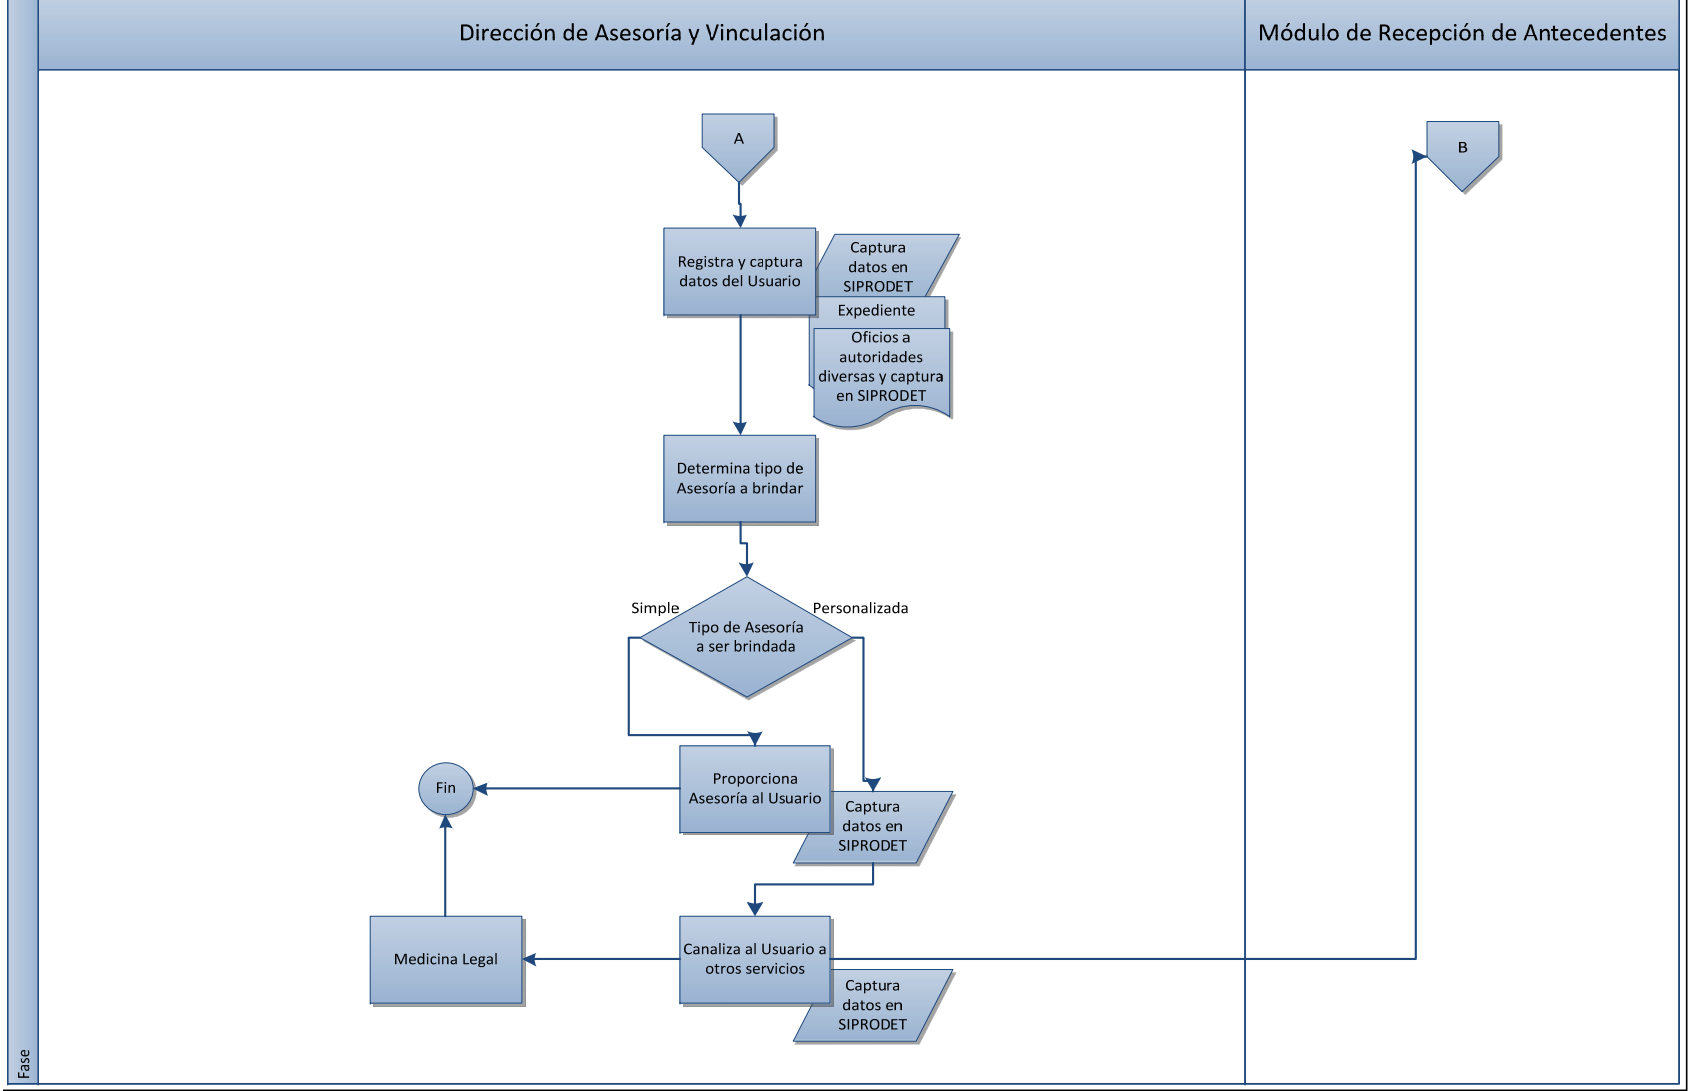 Dirección de Asesoría y Vinculación
Módulo de Recepción de Antecedentes
A
B
Registra y captura
datos del Usuario
Captura
datos en
SIPRODET
Expediente
Oficios a
autoridades
diversas y captura
en SIPRODET
Determina tipo de
Asesoría a brindar
Simple
Personalizada
Tipo de Asesoría
a ser brindada
Proporciona
Asesoría al Usuario
Fin
Captura
datos en
SIPRODET
Medicina Legal
Canaliza al Usuario a
otros servicios
Captura
datos en
SIPRODET
Fase